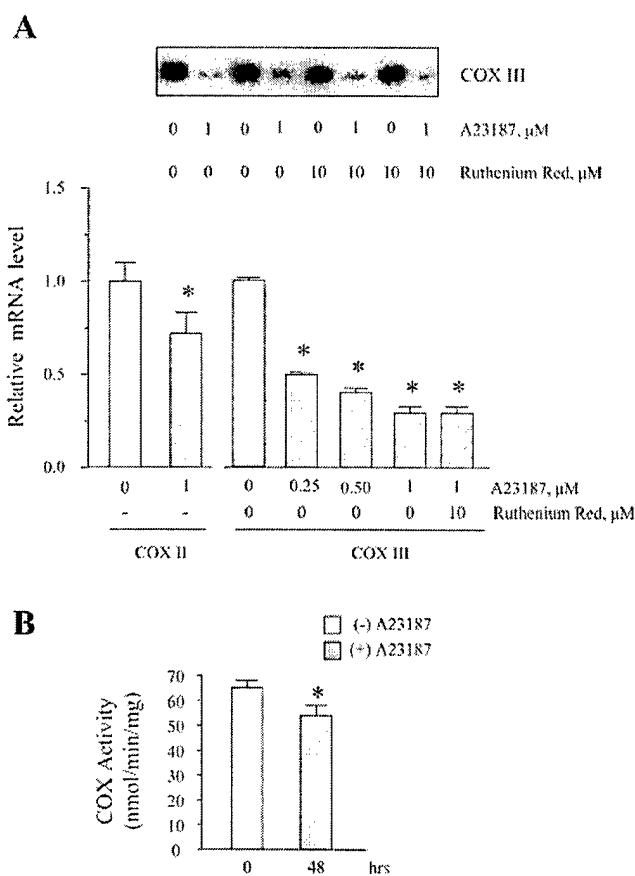 A
COX III
0 1 0 1 0 1 0 1 A23187, µM
0 0 0 0 10 10 10 10 Ruthenium Red, µM
Relative mRNA level
1.5
1.0
0.5
0.0
* * * * *
0 1 0 0.25 0.50 1 1 A23187, µM
- - 0 0 0 0 10 Ruthenium Red, µM
COX II COX III
B
(-) A23187
(+) A23187
COX Activity
(nmol/min/mg)
70
60
50
40
30
20
10
0
*
0 48 hrs